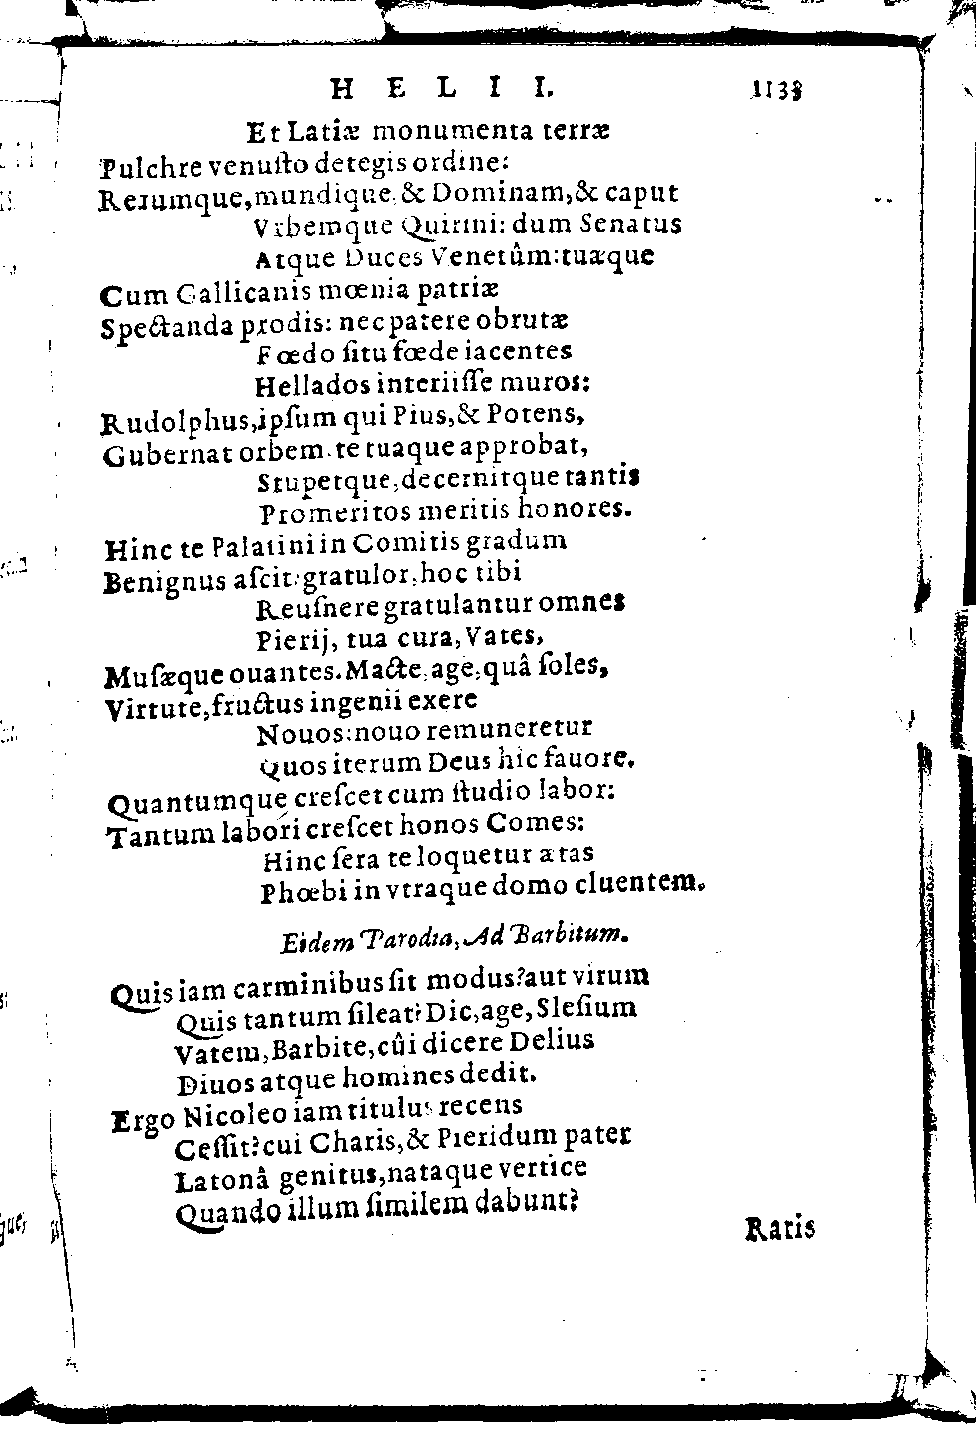 HELII. 1133
Et Latiæ monumenta terræ
Pulchre venuſto detegis ordine:
Rerumque, mundique, & Dominam, & caput
Vrbemque Quirini: dum Senatus
Atque Duces Venetûm: tuæque
Cum Gallicanis mœnia patriæ
Spectanda prodis: nec patere obrutæ
Fœdo ſitu fœde iacentes
Hellados interiiſſe muros:
Rudolphus, ipſum qui Pius, & Potens,
Gubernat orbem, te tuaque approbat,
Stupetque, decernitque tantis
Promeritos meritis honores.
Hinc te Palatini in Comitis gradum
Benignus aſcit: gratulor, hoc tibi
Reuſnere gratulantur omnes
Pierij, tua cura, Vates,
Muſæque ouantes. Macte, age, quâ ſoles,
Virtute, fructus ingenii exere
Nouos: nouo remuneretur
Quos iterum Deus hic fauore.
Quantumque creſcet cum ſtudio labor:
Tantum labori creſcet honos Comes:
Hinc ſera te loquetur ætas
Phœbi in vtraque domo cluentem.
Eidem Parodia, Ad Barbitum.
Quis iam carminibus ſit modus? aut virum
Quis tantum ſileat? Dic, age, Sleſium
Vatem, Barbite, cûi dicere Delius
Diuos atque homines dedit.
Ergo Nicoleo iam titulus recens
Ceſſit? cui Charis, & Pieridum pater
Latonâ genitus, nataque vertice
Quando illum ſimilem dabunt?
Ratis